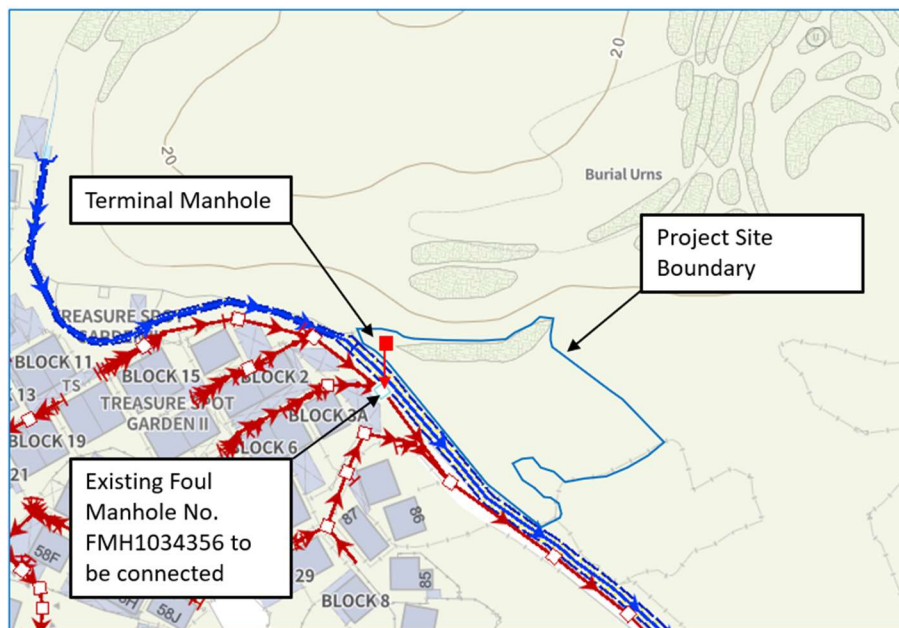 20
20
U
Burial Urns
Terminal Manhole
Project Site
Boundary
TREASURE SPOT
GARDEN II
BLOCK 11
TS
BLOCK 15
BLOCK 2
13
TREASURE SPOT
GARDEN II
BLOCK 3A
BLOCK 19
BLOCK 6
21
Existing Foul
Manhole No.
FMH1034356 to
be connected
87
86
85
58F
29
BLOCK 8
58J